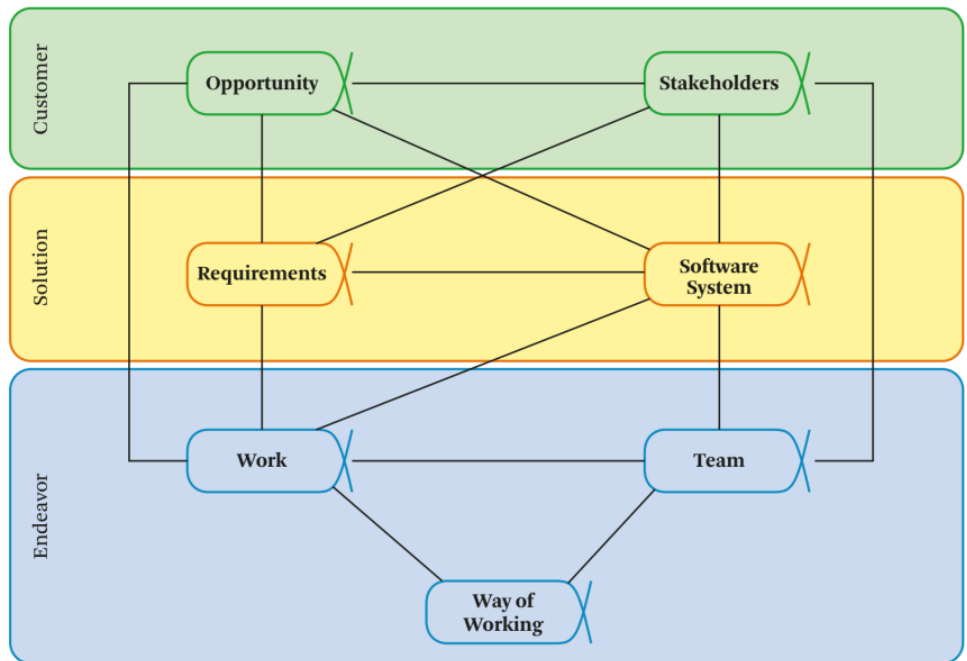 Customer
Opportunity
Stakeholders
Solution
Requirements
Software
System
Endeavor
Work
Team
Way of
Working